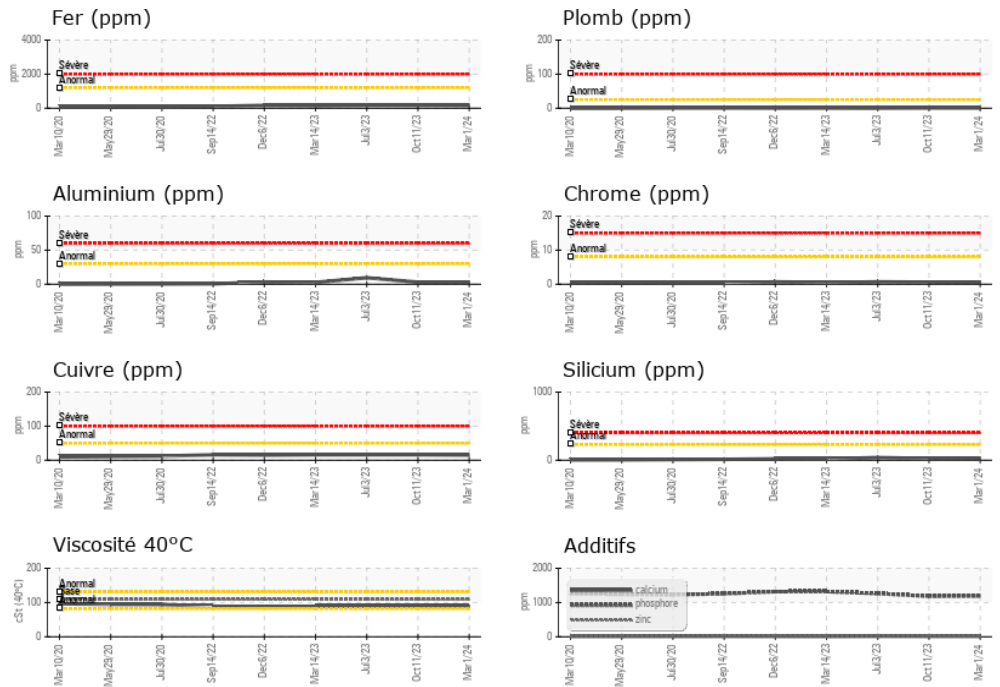 Fer (ppm)
4000
2000
0
ppm
Sévère
Anormal
Mar10/20
May29/20
Jul30/20
Sep14/22
Dec6/22
Mar14/23
Jul3/23
Oct11/23
Mar1/24
Plomb (ppm)
200
100
0
ppm
Sévère
Anormal
Mar10/20
May29/20
Jul30/20
Sep14/22
Dec6/22
Mar14/23
Jul3/23
Oct11/23
Mar1/24
Aluminium (ppm)
100
50
0
ppm
Sévère
Anormal
Mar10/20
May29/20
Jul30/20
Sep14/22
Dec6/22
Mar14/23
Jul3/23
Oct11/23
Mar1/24
Chrome (ppm)
20
10
0
ppm
Sévère
Anormal
Mar10/20
May29/20
Jul30/20
Sep14/22
Dec6/22
Mar14/23
Jul3/23
Oct11/23
Mar1/24
Cuivre (ppm)
200
100
0
ppm
Sévère
Anormal
Mar10/20
May29/20
Jul30/20
Sep14/22
Dec6/22
Mar14/23
Jul3/23
Oct11/23
Mar1/24
Silicium (ppm)
1000
0
ppm
Sévère
Anormal
Mar10/20
May29/20
Jul30/20
Sep14/22
Dec6/22
Mar14/23
Jul3/23
Oct11/23
Mar1/24
Viscosité 40°C
200
100
0
cSt (40°C)
Anormal
Base
Anormal
Mar10/20
May29/20
Jul30/20
Sep14/22
Dec6/22
Mar14/23
Jul3/23
Oct11/23
Mar1/24
Additifs
2000
1000
0
ppm
calcium
phosphore
zinc
Mar10/20
May29/20
Jul30/20
Sep14/22
Dec6/22
Mar14/23
Jul3/23
Oct11/23
Mar1/24